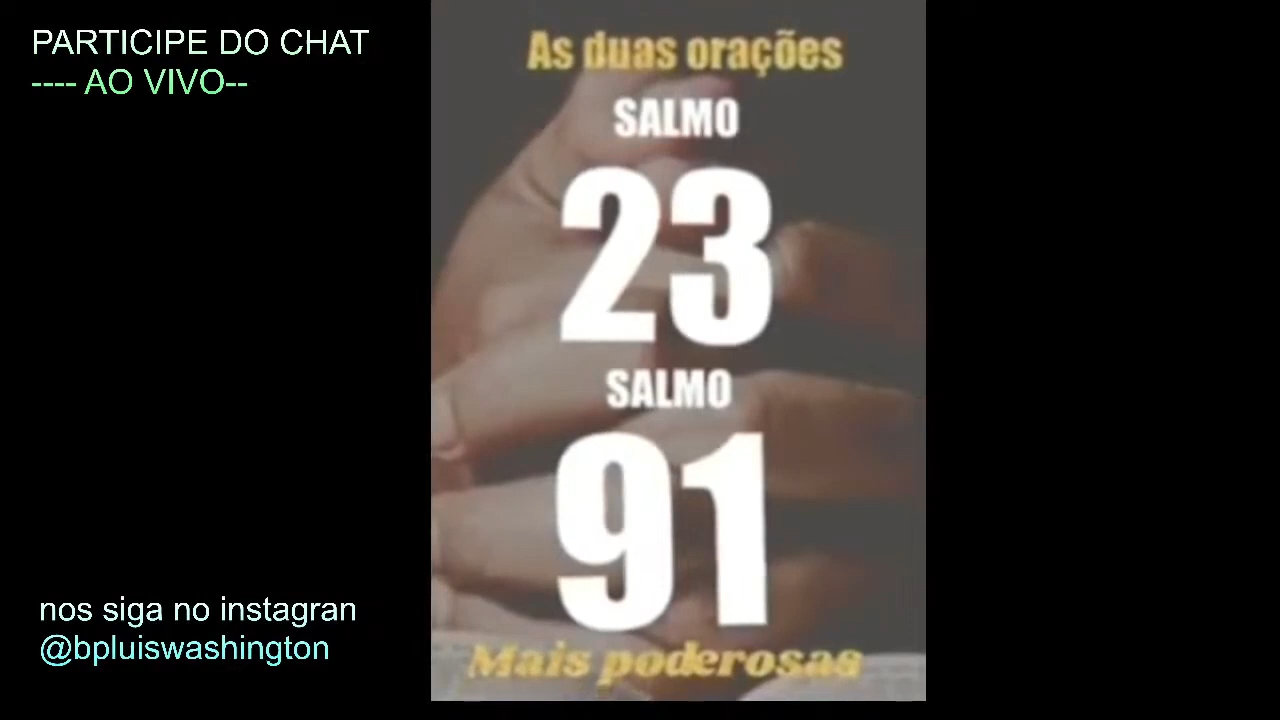 PARTICIPE DO CHAT
---- AO VIVO--
As duas orações
SALMO
23
SALMO
91
Mais poderosas
nos siga no instagran
@bpluiswashington